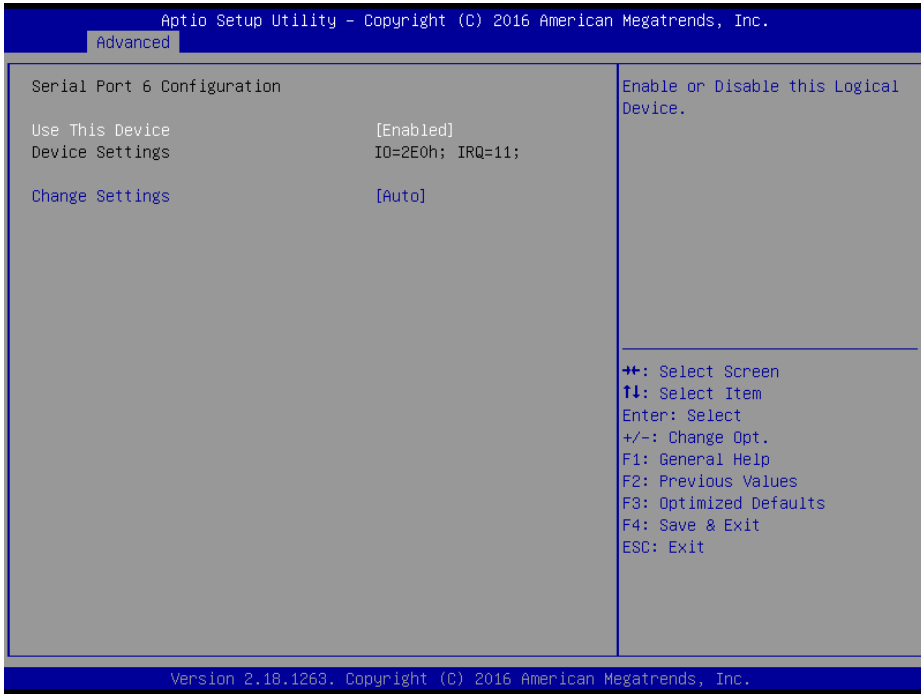 Aptio Setup Utility – Copyright (C) 2016 American Megatrends, Inc.
Advanced
Serial Port 6 Configuration
Use This Device [Enabled]
Device Settings IO=2E0h; IRQ=11;
Change Settings [Auto]
Enable or Disable this Logical
Device.
→←: Select Screen
↑↓: Select Item
Enter: Select
+/-: Change Opt.
F1: General Help
F2: Previous Values
F3: Optimized Defaults
F4: Save & Exit
ESC: Exit
Version 2.18.1263. Copyright (C) 2016 American Megatrends, Inc.